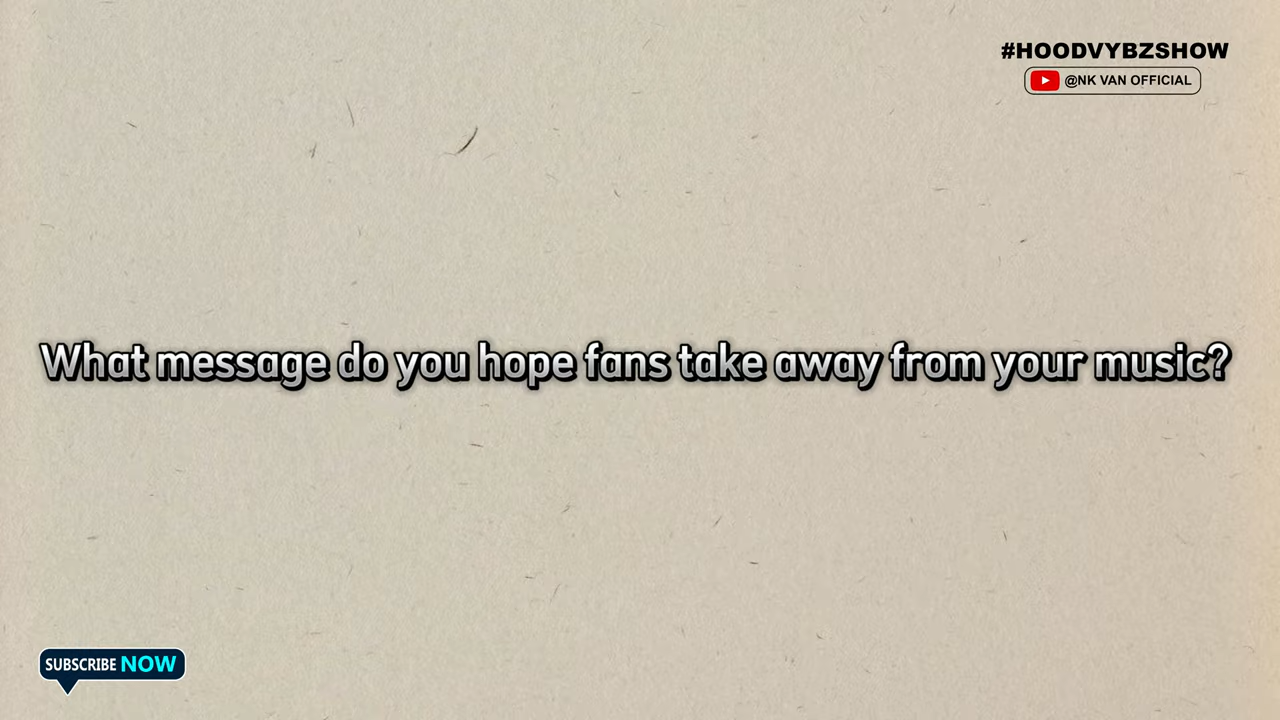 #HOODVYBZSHOW
@NK VAN OFFICIAL
What message do you hope fans take away from your music?
SUBSCRIBE NOW